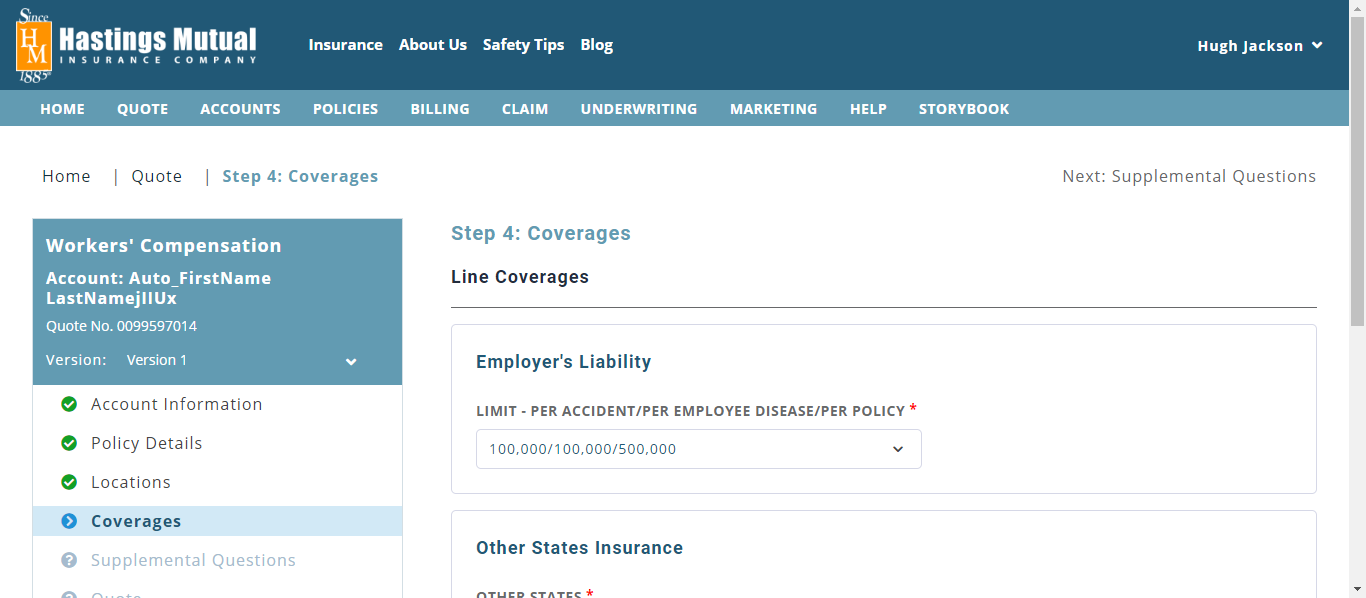 Since
HM
1885
Hastings Mutual
INSURANCE COMPANY
Insurance About Us Safety Tips Blog
Hugh Jackson
HOME QUOTE ACCOUNTS POLICIES BILLING CLAIM UNDERWRITING MARKETING HELP STORYBOOK
Home | Quote | Step 4: Coverages
Next: Supplemental Questions
Workers' Compensation
Account: Auto_FirstName
LastNamejIIUx
Quote No. 0099597014
Version: Version 1
Account Information
Policy Details
Locations
Coverages
Supplemental Questions
Quote
Step 4: Coverages
Line Coverages
Employer's Liability
LIMIT - PER ACCIDENT/PER EMPLOYEE DISEASE/PER POLICY *
100,000/100,000/500,000
Other States Insurance
OTHER STATES *